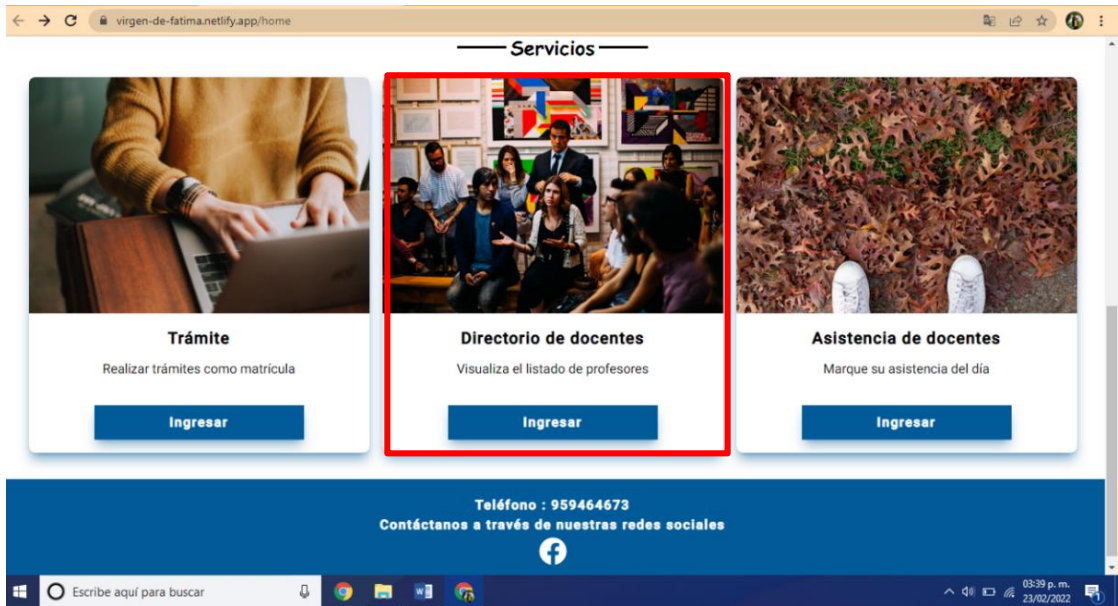 virgen-de-fatima.netlify.app/home
Servicios
Trámite
Realizar trámites como matrícula
Ingresar
Directorio de docentes
Visualiza el listado de profesores
Ingresar
Asistencia de docentes
Marque su asistencia del día
Ingresar
Teléfono : 959464673
Contáctanos a través de nuestras redes sociales
Escribe aquí para buscar
03:39 p. m.
23/02/2022